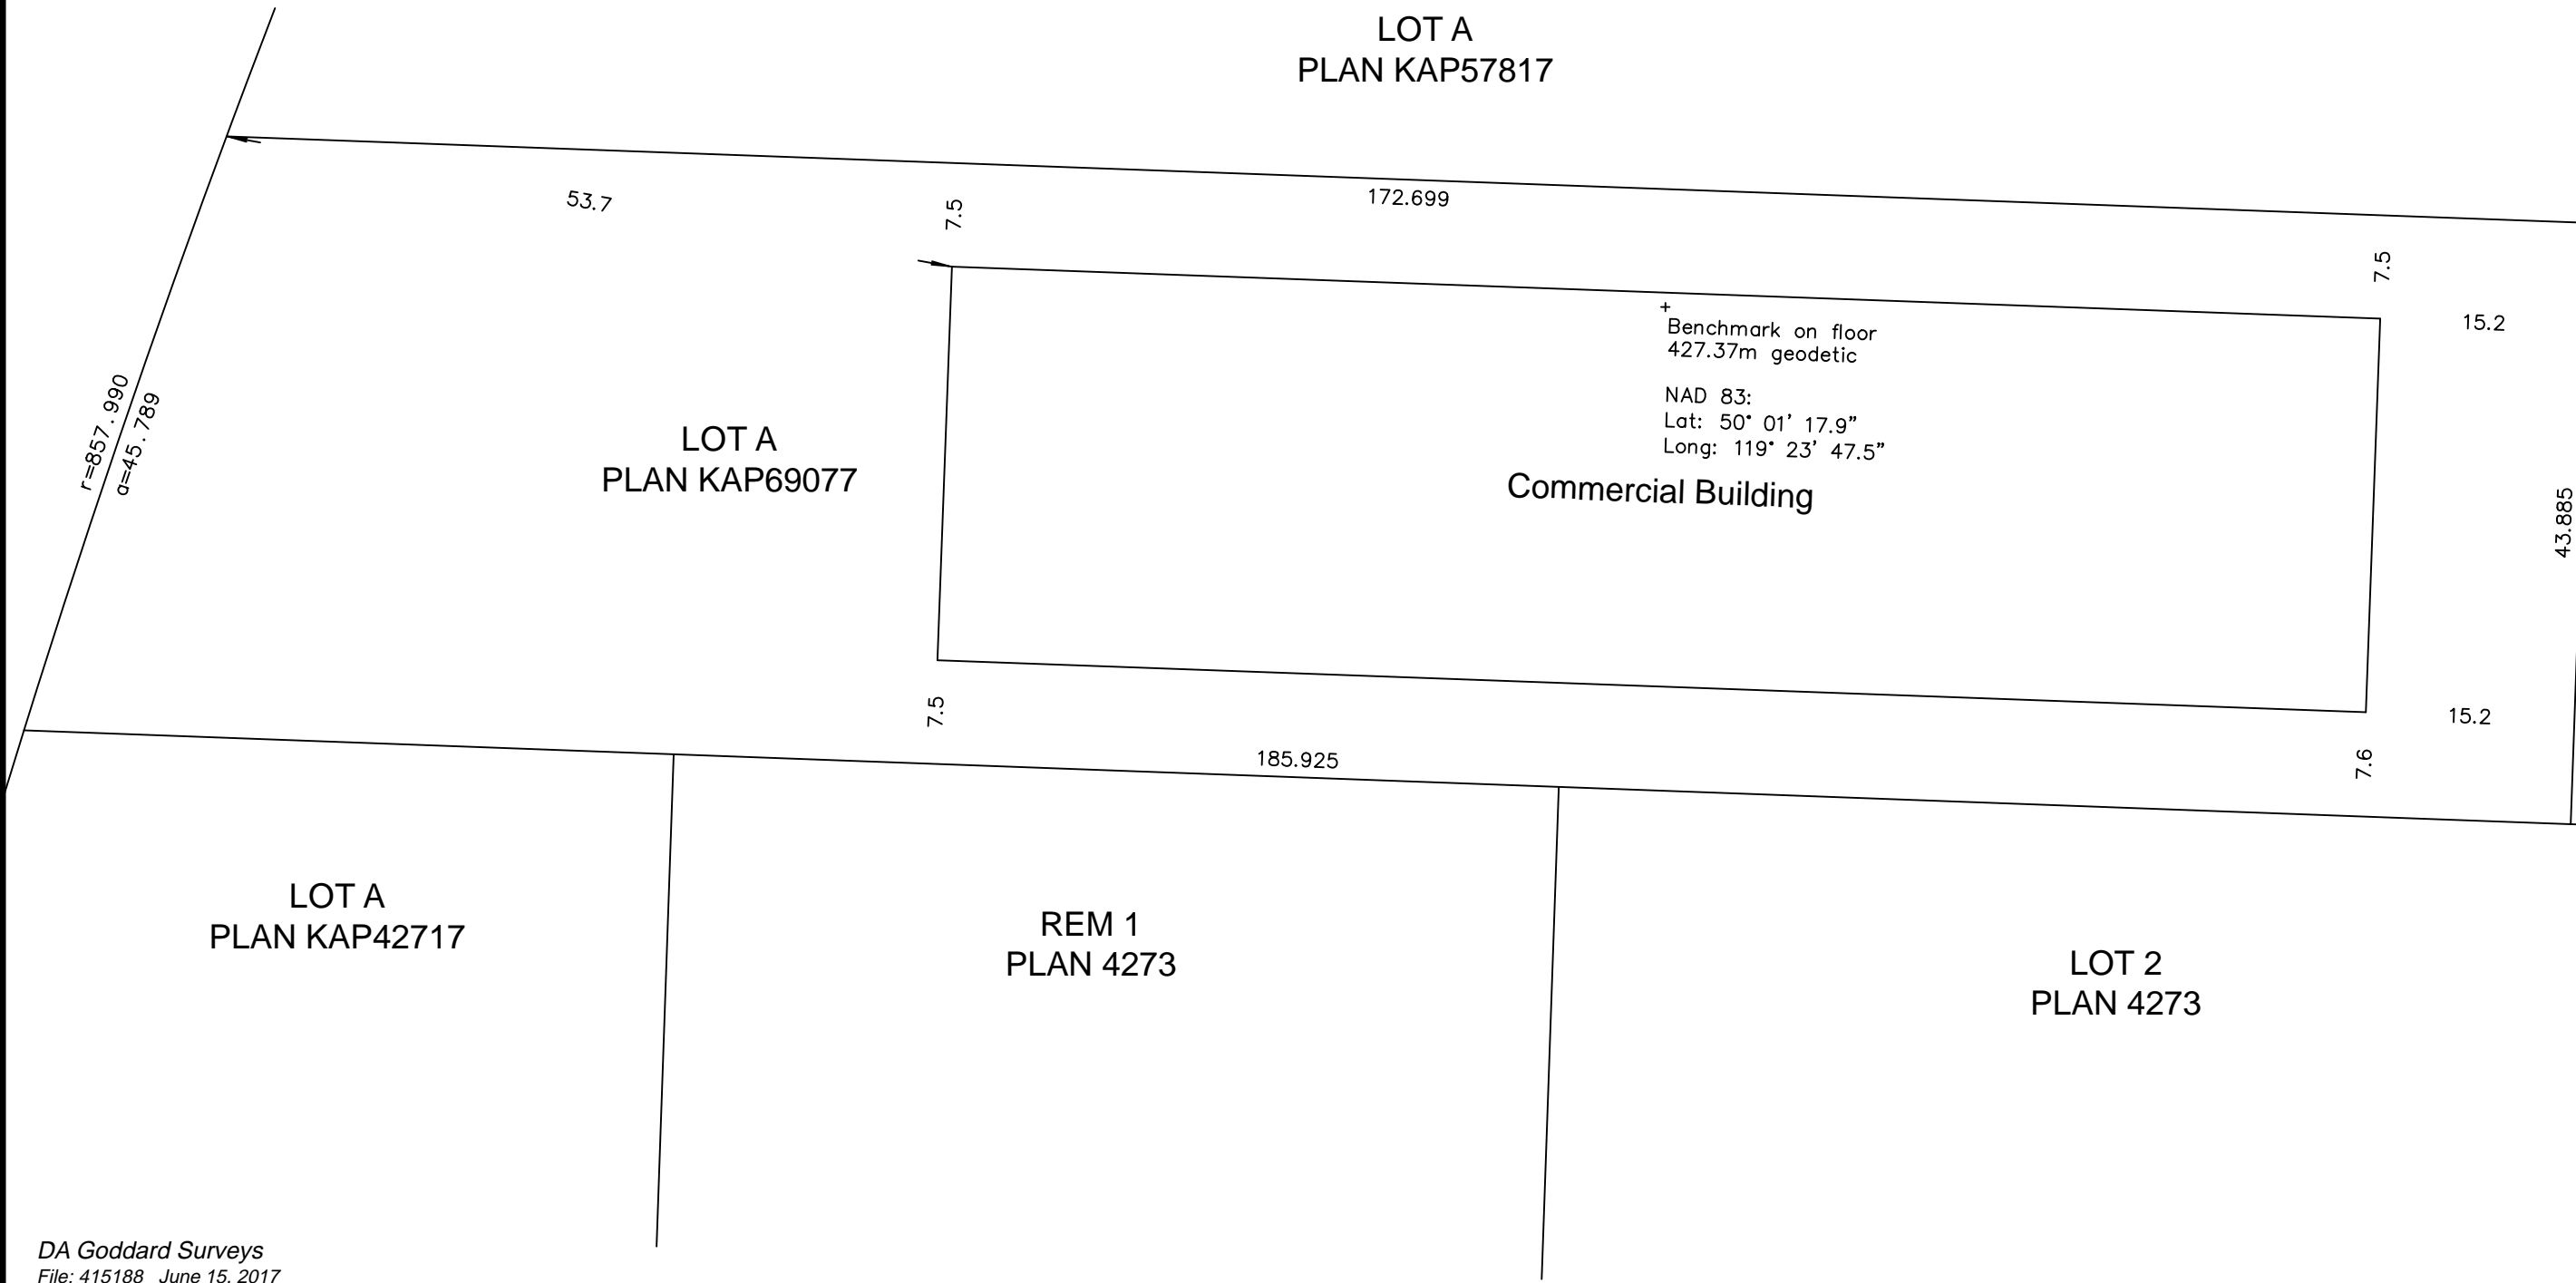 LOT A
PLAN KAP57817
53.7
7.5
172.699
7.5
15.2
Benchmark on floor
427.37m geodetic
NAD 83:
Lat: 50° 01' 17.9"
Long: 119° 23' 47.5"
Commercial Building
r=857.990
a=45.789
LOT A
PLAN KAP69077
43.885
7.5
185.925
15.2
7.6
LOT A
PLAN KAP42717
REM 1
PLAN 4273
LOT 2
PLAN 4273
DA Goddard Surveys
File: 415188 June 15, 2017